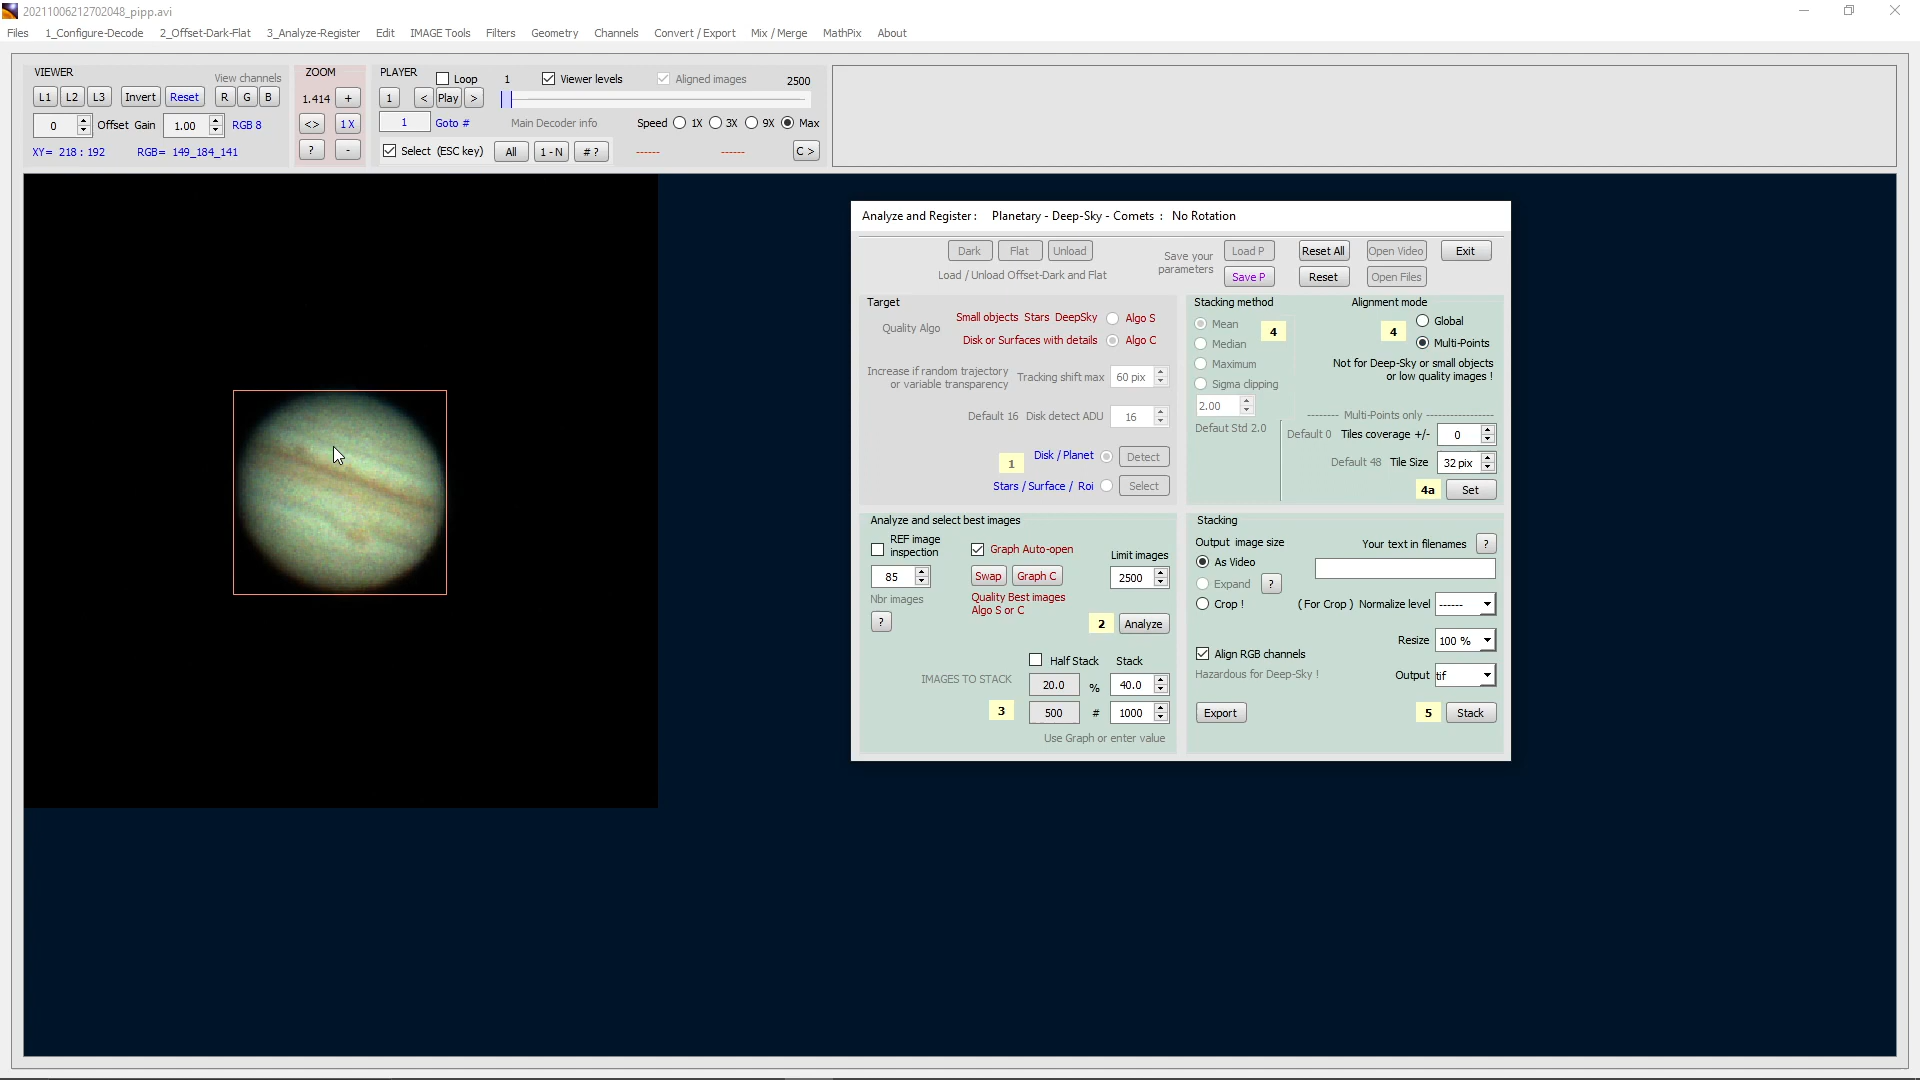 20211006212702048_pipp.avi
Files 1_Configure-Decode 2_Offset-Dark-Flat 3_Analyze-Register Edit IMAGE Tools Filters Geometry Channels Convert / Export Mix / Merge MathPix About
VIEWER
View channels
L1 L2 L3 Invert Reset R G B
0 Offset Gain 1.00 RGB 8
XY= 218 : 192 RGB= 149_184_141
ZOOM
1.414 +
<> 1 X
? -
PLAYER Loop 1 Viewer levels Aligned images 2500
1 < Play >
1 Goto # Main Decoder info Speed 1X 3X 9X Max
Select (ESC key) All 1 - N # ? ------ ------ C >
Analyze and Register : Planetary - Deep-Sky - Comets : No Rotation
Dark Flat Unload
Load / Unload Offset-Dark and Flat
Save your
parameters
Load P Reset All Open Video Exit
Save P Reset Open Files
Target
Quality Algo
Small objects Stars DeepSky Algo S
Disk or Surfaces with details Algo C
Increase if random trajectory
or variable transparency
Tracking shift max 60 pix
Default 16 Disk detect ADU 16
1 Disk / Planet Detect
Stars / Surface / Roi Select
Stacking method
Mean
4
Median
Maximum
Sigma clipping
2.00
Defaut Std 2.0
Alignment mode
4
Global
Multi-Points
Not for Deep-Sky or small objects
or low quality images !
-------- Multi-Points only ----------------
Default 0 Tiles coverage +/- 0
Default 48 Tile Size 32 pix
4a Set
Analyze and select best images
REF image
inspection
85
Nbr images
?
Graph Auto-open
Swap Graph C
Quality Best images
Algo S or C
Limit images
2500
2 Analyze
Half Stack Stack
IMAGES TO STACK 20.0 % 40.0
3 500 # 1000
Use Graph or enter value
Stacking
Output image size
As Video
Expand ?
Crop !
Your text in filenames ?
( For Crop ) Normalize level ------
Resize 100 %
Align RGB channels
Hazardous for Deep-Sky !
Output tif
Export 5 Stack